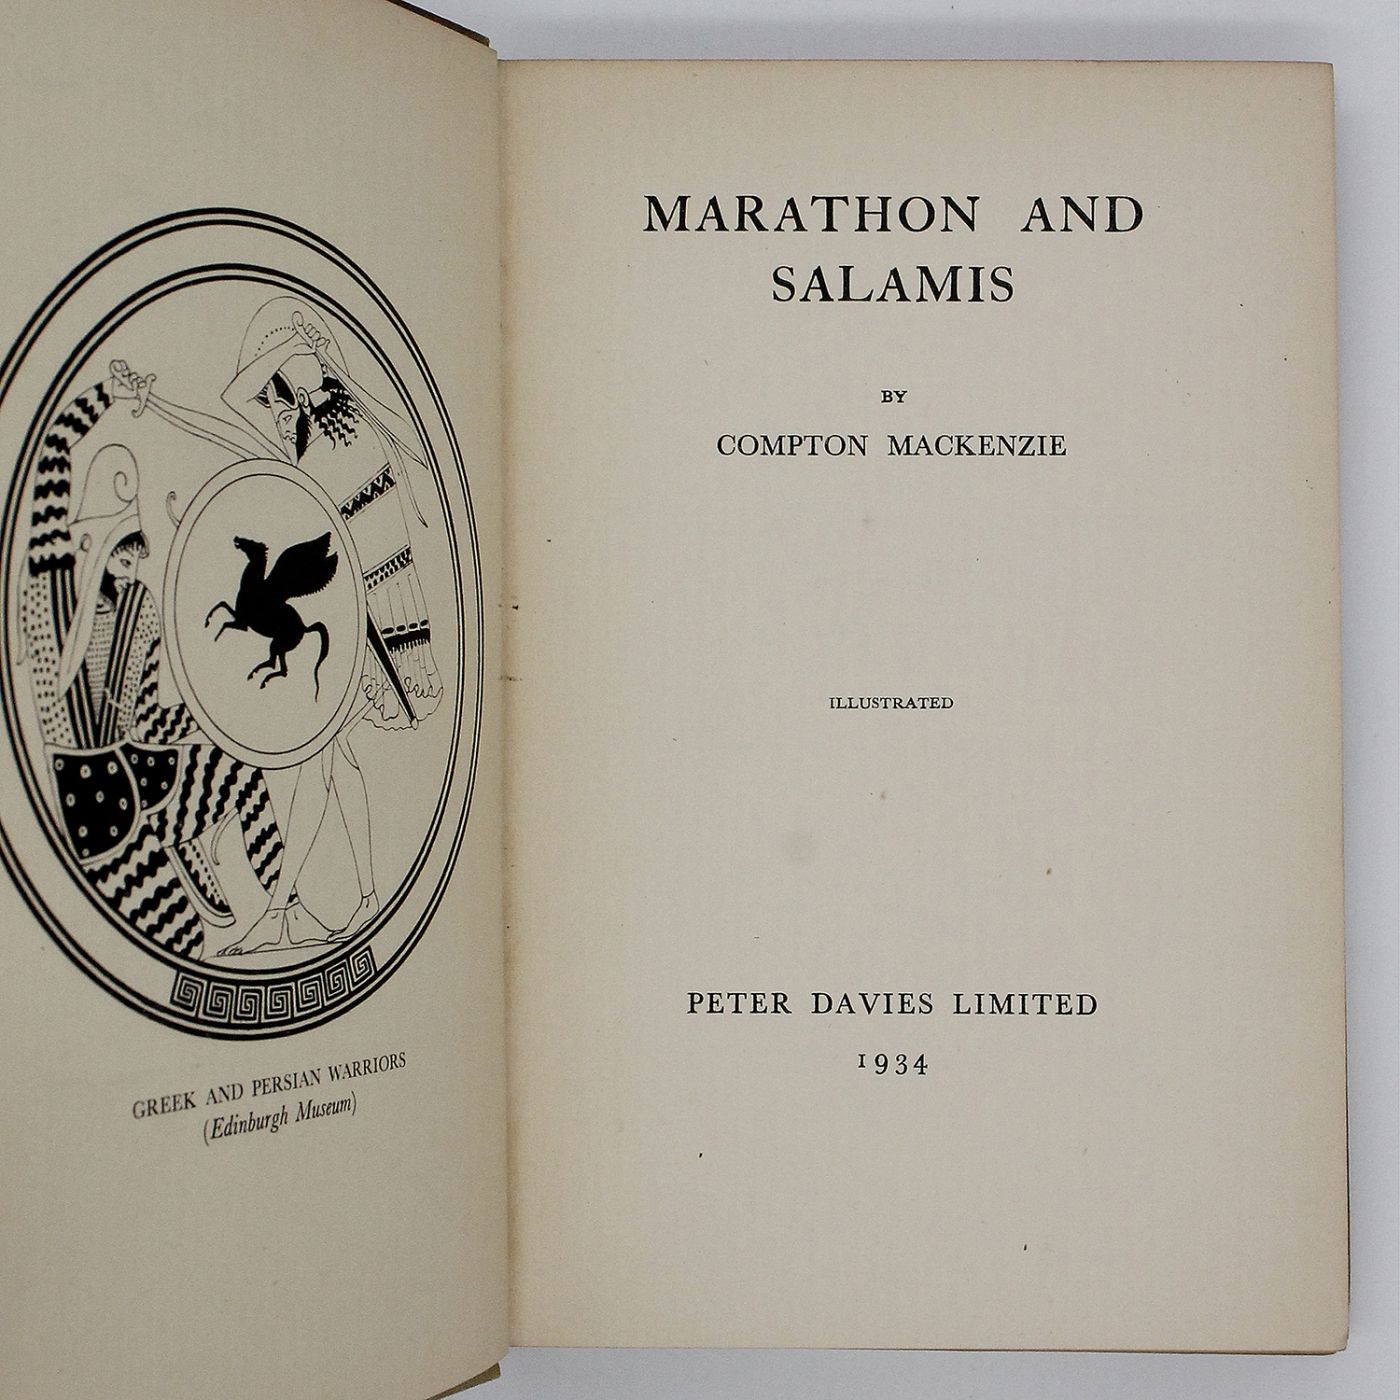 GREEK AND PERSIAN WARRIORS
(Edinburgh Museum)
MARATHON AND
SALAMIS
BY
COMPTON MACKENZIE
ILLUSTRATED
PETER DAVIES LIMITED
1934